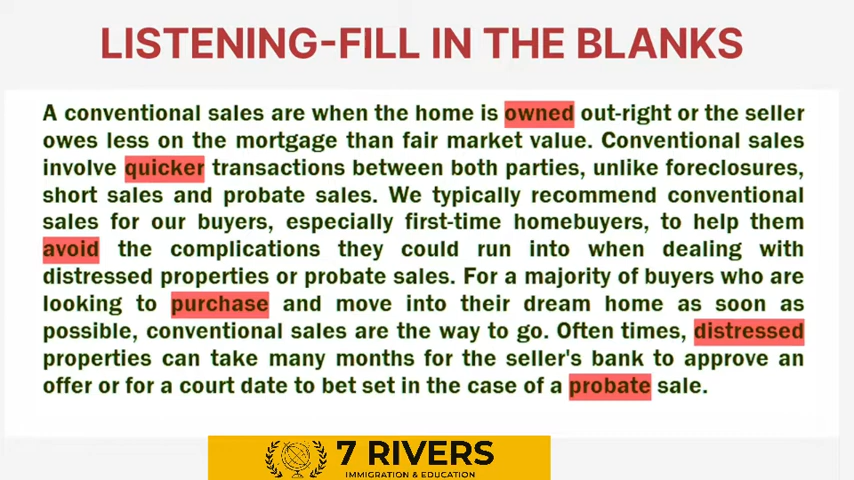 LISTENING-FILL IN THE BLANKS
A conventional sales are when the home is owned out-right or the seller
owes less on the mortgage than fair market value. Conventional sales
involve quicker transactions between both parties, unlike foreclosures,
short sales and probate sales. We typically recommend conventional
sales for our buyers, especially first-time homebuyers, to help them
avoid the complications they could run into when dealing with
distressed properties or probate sales. For a majority of buyers who are
looking to purchase and move into their dream home as soon as
possible, conventional sales are the way to go. Often times, distressed
properties can take many months for the seller's bank to approve an
offer or for a court date to bet set in the case of a probate sale.
7 RIVERS
IMMIGRATION & EDUCATION